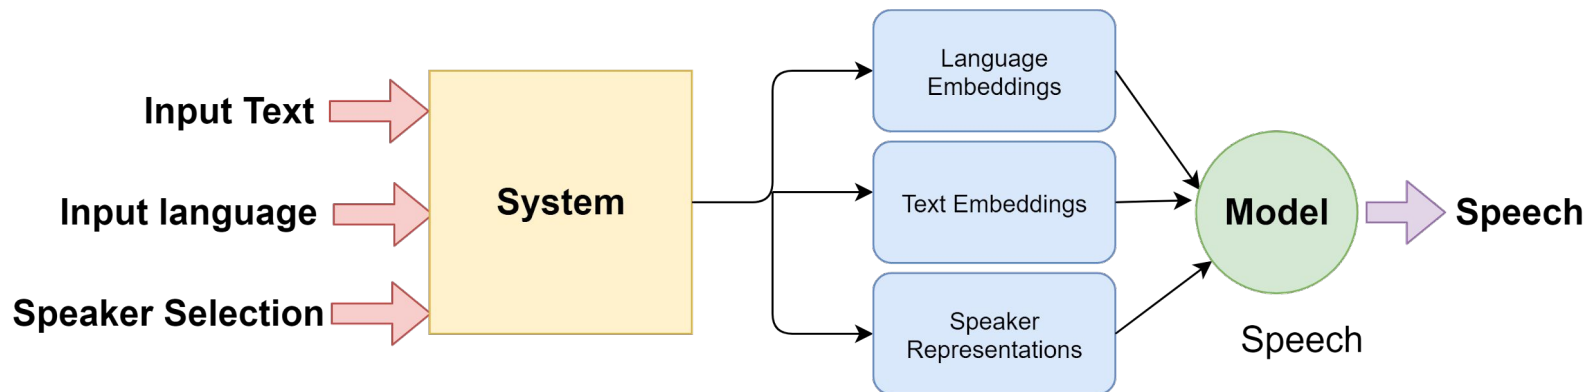 Input Text
Input language
Speaker Selection
System
Language
Embeddings
Text Embeddings
Speaker
Representations
Model
Speech
Speech